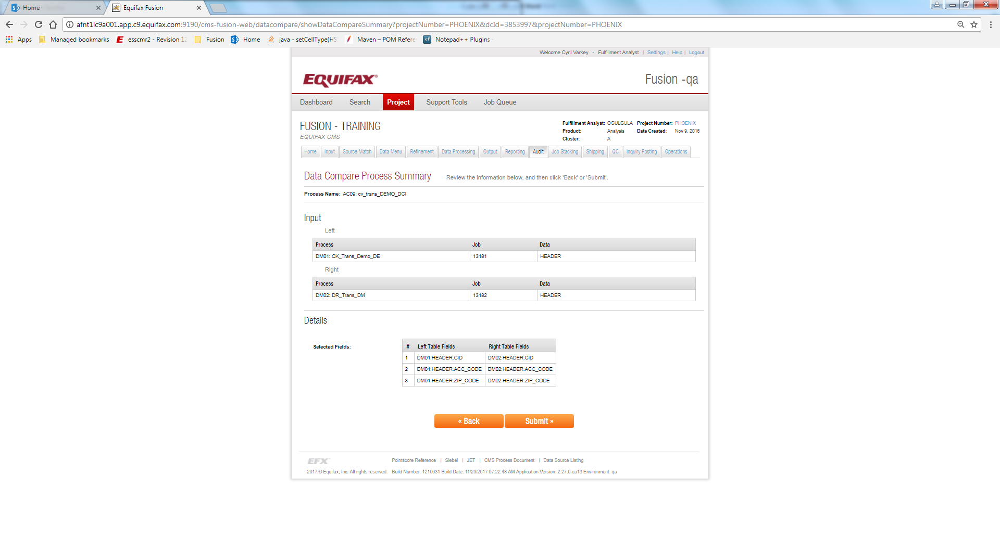 Home
Equifax Fusion
afnt1lc9a001.app.c9.equifax.com:9190/cms-fusion-web/datacompare/showDataCompareSummary?projectNumber=PHOENIX&dcId=3853997&projectNumber=PHOENIX
Apps Managed bookmarks esscmr2 - Revision 12 Fusion Home java - setCellType(HS Maven – POM Refere Notepad++ Plugins -
Welcome Cyril Varkey - Fulfillment Analyst | Settings | Help | Logout
EQUIFAX®
Fusion -qa
Dashboard Search Project Support Tools Job Queue
FUSION - TRAINING
EQUIFAX CMS
Fulfillment Analyst: OGULGULA Project Number: PHOENIX
Product: Analysis Date Created: Nov 9, 2016
Cluster: A
Home Input Source Match Data Menu Refinement Data Processing Output Reporting Audit Job Stacking Shipping QC Inquiry Posting Operations
Data Compare Process Summary Review the information below, and then click 'Back' or 'Submit'.
Process Name: AC09: cv_trans_DEMO_DCI
Input
Left
Process Job Data
DM01: CK_Trans_Demo_DE 13181 HEADER
Right
Process Job Data
DM02: DR_Trans_DM 13182 HEADER
Details
Selected Fields:
# Left Table Fields Right Table Fields
1 DM01:HEADER.CID DM02:HEADER.CID
2 DM01:HEADER.ACC_CODE DM02:HEADER.ACC_CODE
3 DM01:HEADER.ZIP_CODE DM02:HEADER.ZIP_CODE
« Back Submit »
EFX Pointscore Reference | Siebel | JET | CMS Process Document | Data Source Listing
2017 © Equifax, Inc. All rights reserved. Build Number: 1219031 Build Date: 11/23/2017 07:22:48 AM Application Version: 2.27.0-ea13 Environment: qa